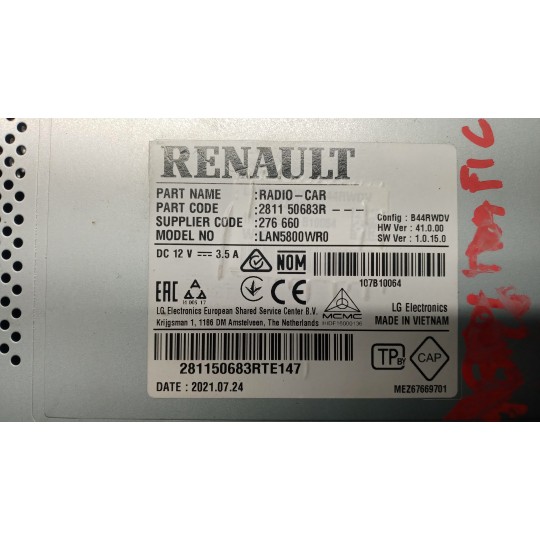 RENAULT
PART NAME :RADIO-CAR
PART CODE :2811 50683R ----
SUPPLIER CODE :276 660
MODEL NO :LAN5800WR0
Config : B44RWDV
HW Ver : 41.0.00
SW Ver : 1.0.15.0
DC 12 V 3.5 A
NOM
107B10064
EAC
CE
MCMC
LG Electronics European Shared Service Center B.V.
Krijgsman 1, 1186 DM Amstelveen, The Netherlands
LG Electronics
MADE IN VIETNAM
281150683RTE147
DATE : 2021.07.24
TP BY
CAP
MEZ67669701